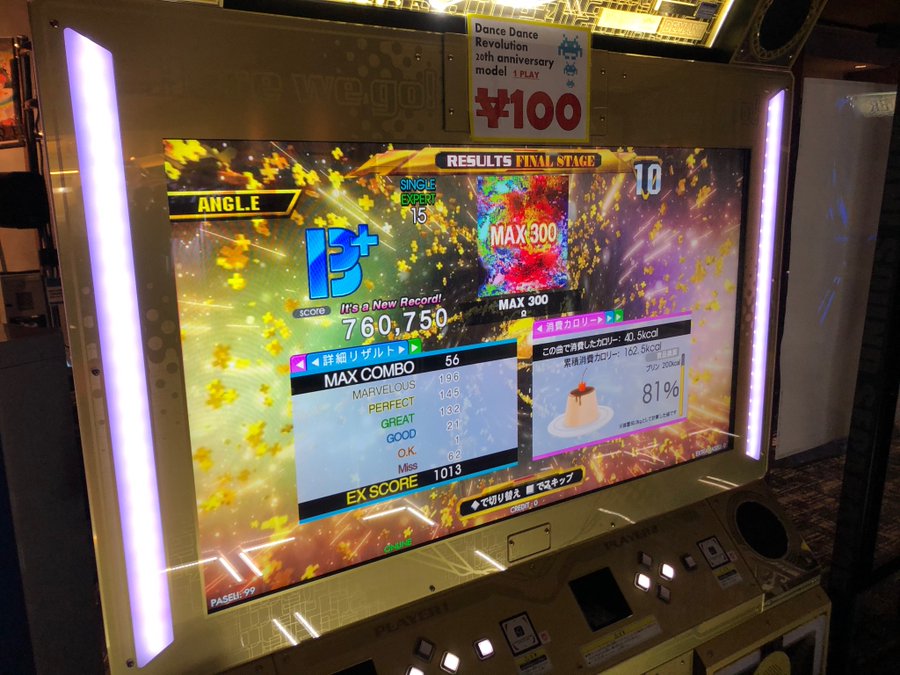 Dance Dance
Revolution
20th anniversary
model 1 PLAY
¥100
we go!
RESULTS FINAL STAGE
10
ANGL.E
SINGLE
EXPERT
15
B+
MAX 300
MAX 300
It's a New Record!
score 760,750
詳細リザルト
MAX COMBO 56
MARVELOUS 196
PERFECT 145
GREAT 132
GOOD 21
O.K. 1
Miss 62
EX SCORE 1013
消費カロリー
この曲で消費したカロリー: 40.5kcal
累積消費カロリー: 162.5kcal
プリン 200kcal
81%
で切り替え でスキップ
CREDIT: 0
ONLINE
PASELI: 99
PLAYER1
PLAYER2